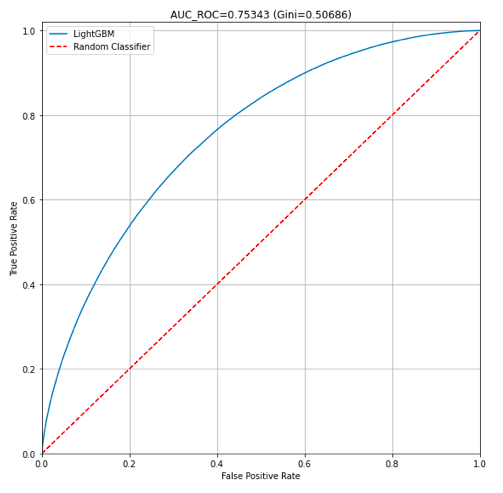 AUC_ROC=0.75343 (Gini=0.50686)
LightGBM
Random Classifier
True Positive Rate
1.0
0.8
0.6
0.4
0.2
0.0
0.0 0.2 0.4 0.6 0.8 1.0
False Positive Rate